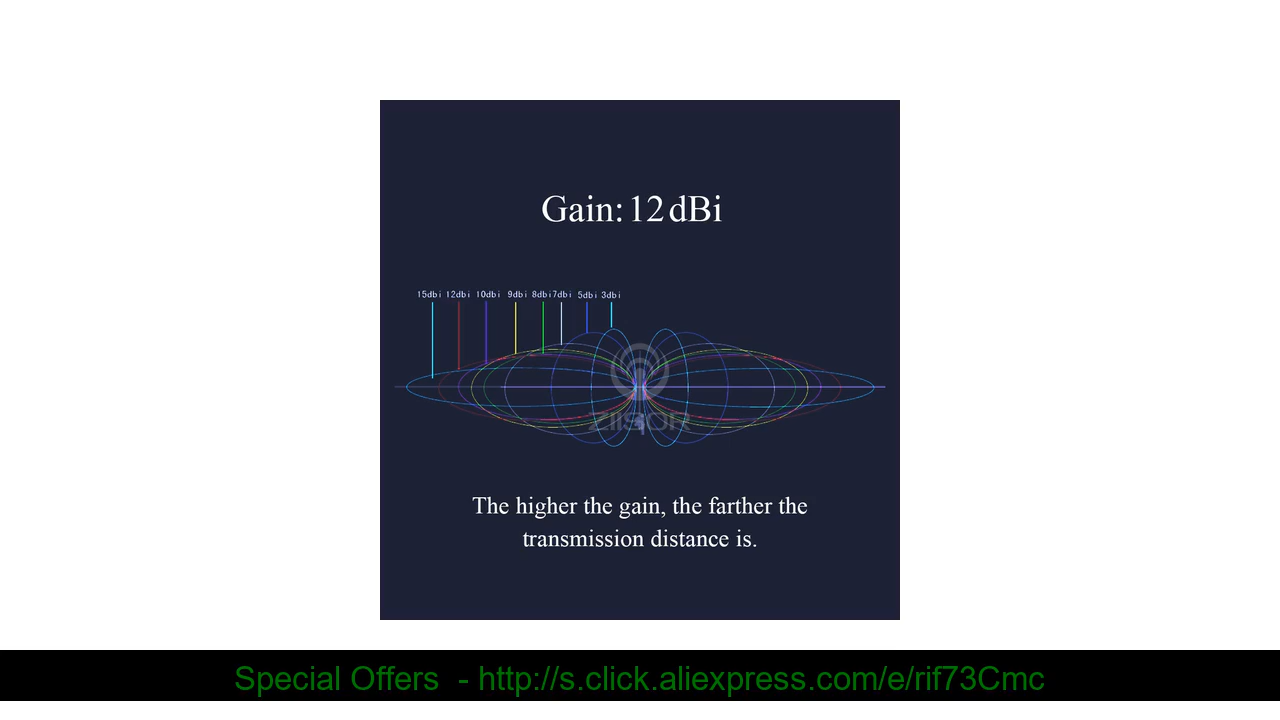 Gain: 12 dBi
15dbi 12dbi 10dbi 9dbi 8dbi 7dbi 5dbi 3dbi
ZIISOR
The higher the gain, the farther the
transmission distance is.
Special Offers - http://s.click.aliexpress.com/e/rif73Cmc